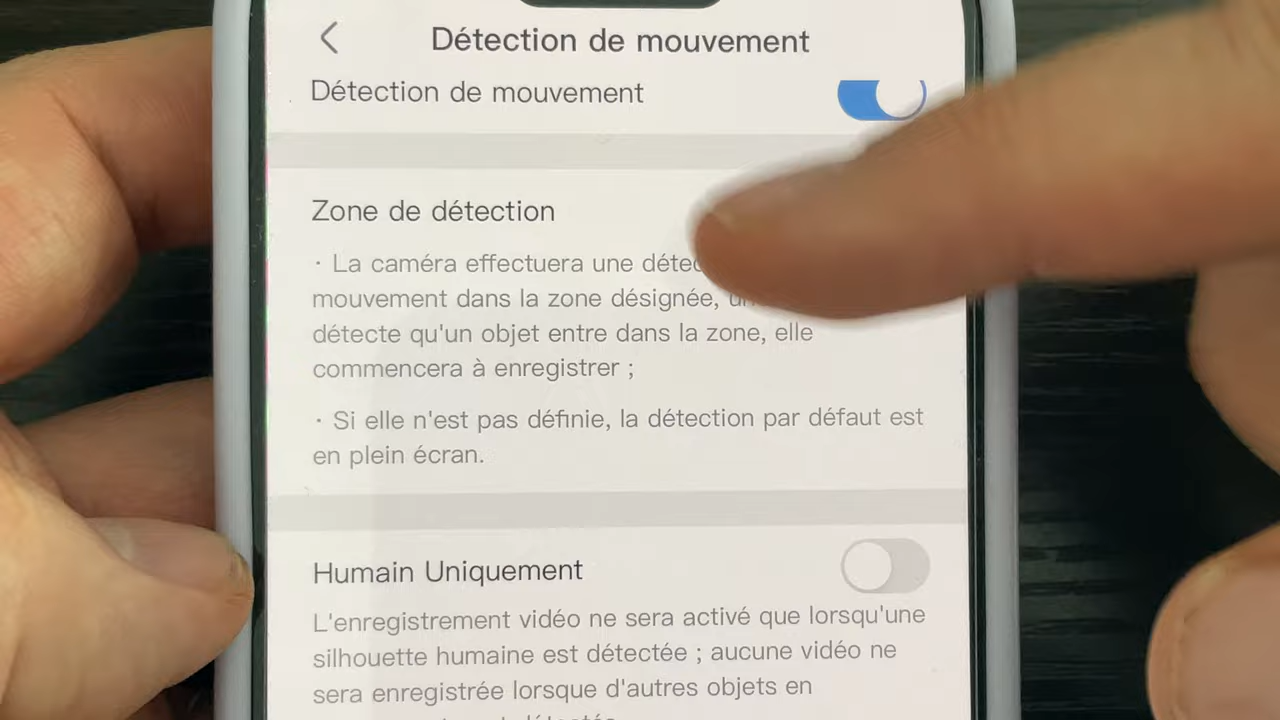 Détection de mouvement
Détection de mouvement
Zone de détection
· La caméra effectuera une
mouvement dans la zone désignée,
détecte qu'un objet entre dans la zone, elle
commencera à enregistrer ;
· Si elle n'est pas définie, la détection par défaut est
en plein écran.
Humain Uniquement
L'enregistrement vidéo ne sera activé que lorsqu'une
silhouette humaine est détectée ; aucune vidéo ne
sera enregistrée lorsque d'autres objets en